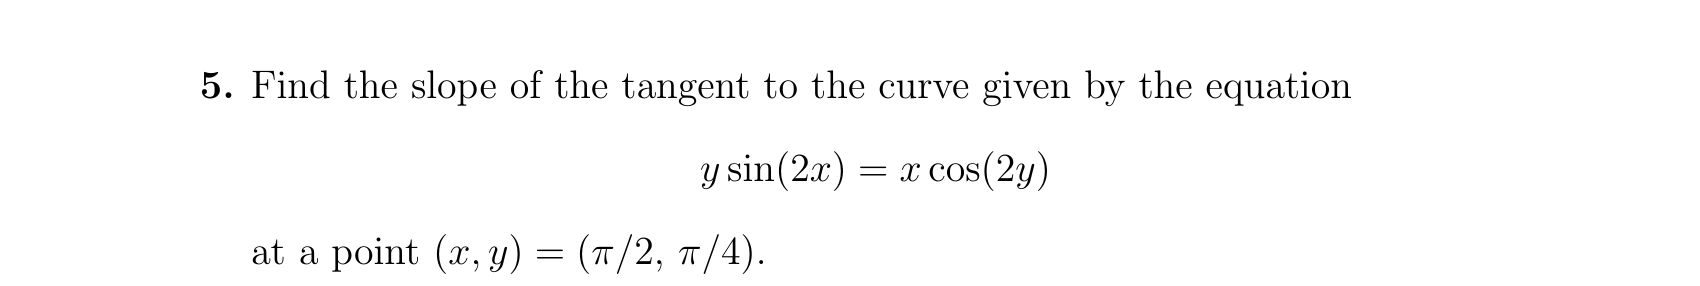 5. Find the slope of the tangent to the curve given by the equation
y sin(2x) = x cos(2y)
at a point (x, y) = (π/2, π/4).